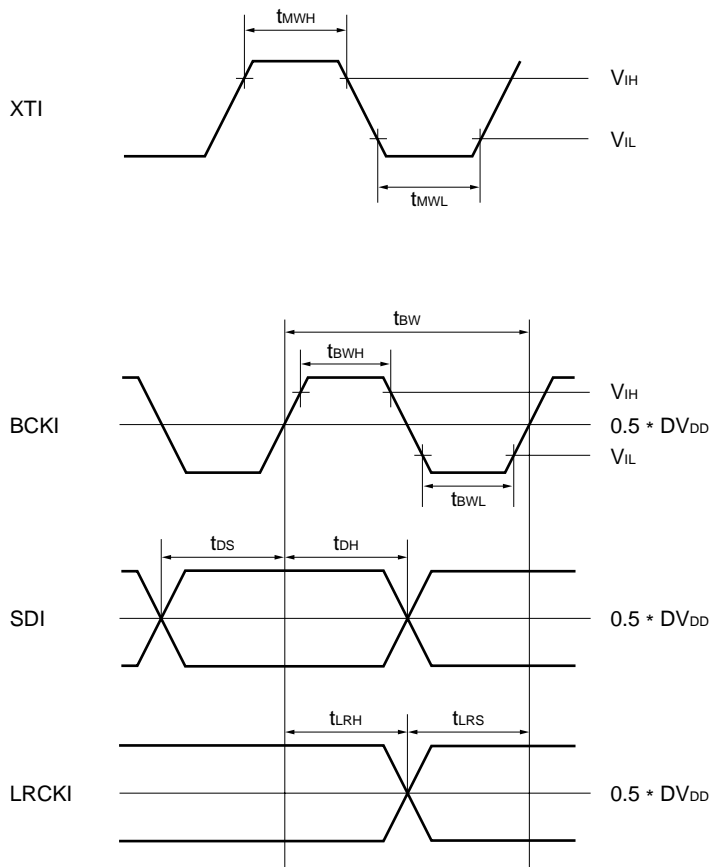 tMWH
XTI
VIH
VIL
tMWL
tBW
tBWH
VIH
BCKI
0.5 * DVDD
VIL
tBWL
tDS
tDH
SDI
0.5 * DVDD
tLRH
tLRS
LRCKI
0.5 * DVDD